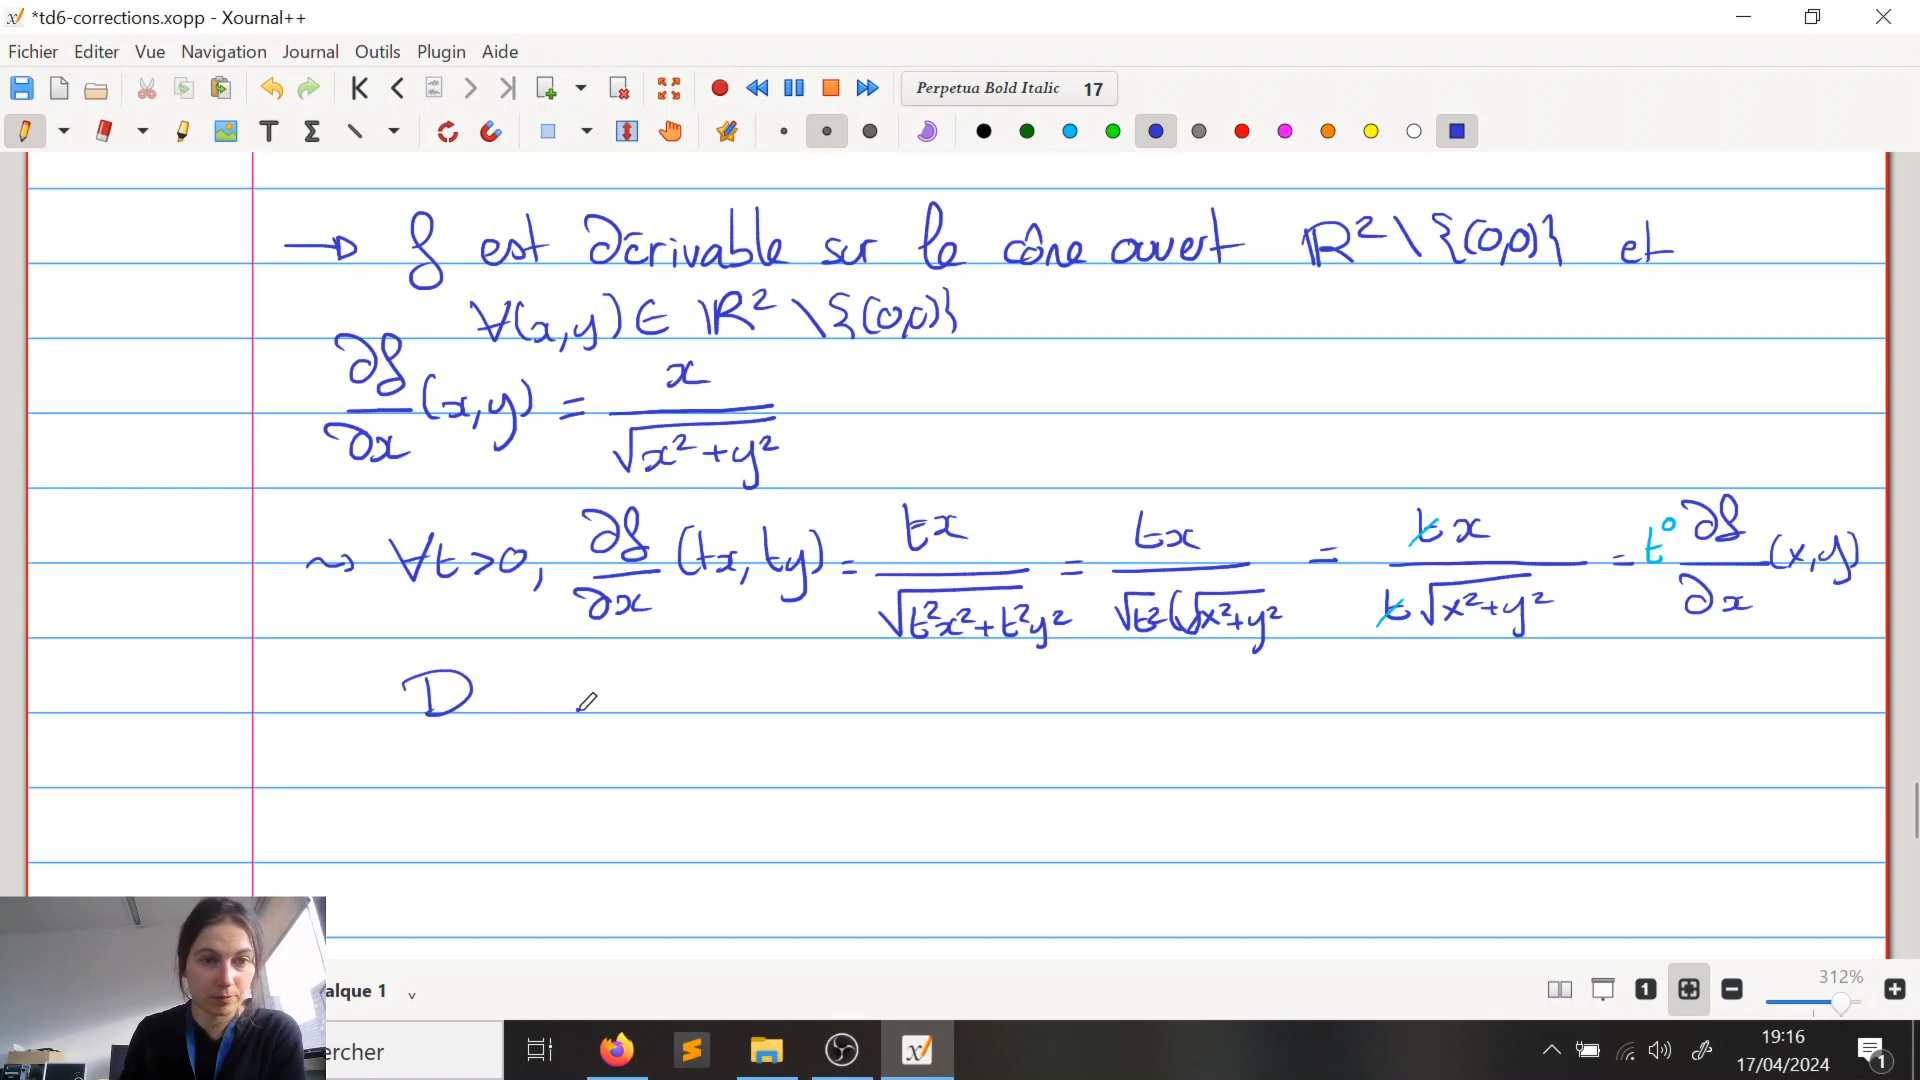 *td6-corrections.xopp - Xournal++
Fichier Editer Vue Navigation Journal Outils Plugin Aide
Perpetua Bold Italic 17
→ f est dérivable sur le cône ouvert ℝ² \ {(0,0)} et
∀(x,y) ∈ ℝ² \ {(0,0)}
∂f/∂x (x,y) = x / √(x²+y²)
⇝ ∀t>0, ∂f/∂x (tx, ty) = tx / √(t²x²+t²y²) = tx / √t² (√x²+y² = tx / t√(x²+y²) = t⁰ ∂f/∂x (x,y)
D
alque 1
312%
ercher
19:16
17/04/2024
1